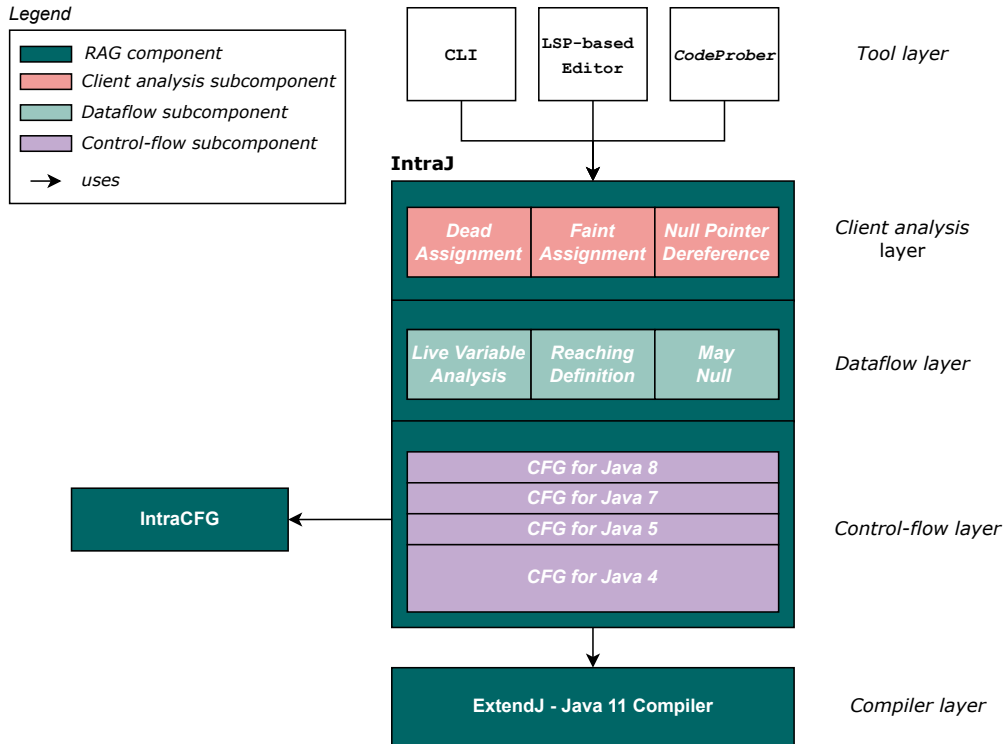 Legend
RAG component
Client analysis subcomponent
Dataflow subcomponent
Control-flow subcomponent
uses
CLI
LSP-based
Editor
CodeProber
Tool layer
IntraJ
Dead
Assignment
Faint
Assignment
Null Pointer
Dereference
Client analysis
layer
Live Variable
Analysis
Reaching
Definition
May
Null
Dataflow layer
CFG for Java 8
CFG for Java 7
CFG for Java 5
CFG for Java 4
IntraCFG
Control-flow layer
ExtendJ - Java 11 Compiler
Compiler layer